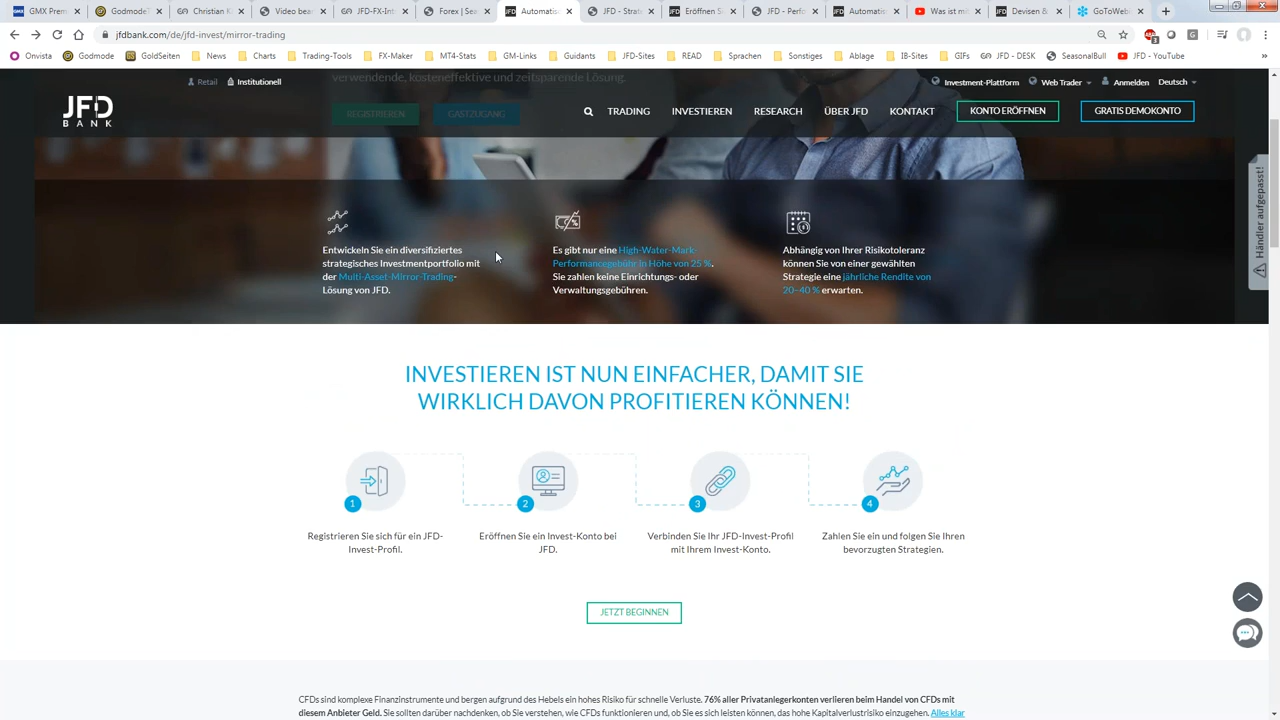 GMX Prem
GodmodeT
Christian K
Video bear
JFD-FX-Int
Forex | Se
Automatis
JFD - Strat
Eröffnen S
JFD - Perfo
Automatis
Was ist mi
Devisen &
GoToWeb
jfdbank.com/de/jfd-invest/mirror-trading
Onvista
Godmode
GoldSeiten
News
Charts
Trading-Tools
FX-Maker
MT4-Stats
GM-Links
Guidants
JFD-Sites
READ
Sprachen
Sonstiges
Ablage
IB-Sites
GIFs
JFD - DESK
SeasonalBull
JFD - YouTube
»
verwendende, kosteneffektive und zeitsparende Lösung.
Retail
Institutionell
Investment-Plattform
Web Trader
Anmelden
Deutsch
JFD
BANK
REGISTRIEREN
GASTZUGANG
TRADING
INVESTIEREN
RESEARCH
ÜBER JFD
KONTAKT
KONTO ERÖFFNEN
GRATIS DEMOKONTO
Händler aufgepasst!
Entwickeln Sie ein diversifiziertes
strategisches Investmentportfolio mit
der Multi-Asset-Mirror-Trading-
Lösung von JFD.
Es gibt nur eine High-Water-Mark-
Performancegebühr in Höhe von 25 %.
Sie zahlen keine Einrichtungs- oder
Verwaltungsgebühren.
Abhängig von Ihrer Risikotoleranz
können Sie von einer gewählten
Strategie eine jährliche Rendite von
20–40 % erwarten.
INVESTIEREN IST NUN EINFACHER, DAMIT SIE
WIRKLICH DAVON PROFITIEREN KÖNNEN!
1
2
3
4
Registrieren Sie sich für ein JFD-
Invest-Profil.
Eröffnen Sie ein Invest-Konto bei
JFD.
Verbinden Sie Ihr JFD-Invest-Profil
mit Ihrem Invest-Konto.
Zahlen Sie ein und folgen Sie Ihren
bevorzugten Strategien.
JETZT BEGINNEN
CFDs sind komplexe Finanzinstrumente und bergen aufgrund des Hebels ein hohes Risiko für schnelle Verluste. 76% aller Privatanlegerkonten verlieren beim Handel von CFDs mit
diesem Anbieter Geld. Sie sollten darüber nachdenken, ob Sie verstehen, wie CFDs funktionieren und, ob Sie es sich leisten können, das hohe Kapitalverlustrisiko einzugehen. Alles klar